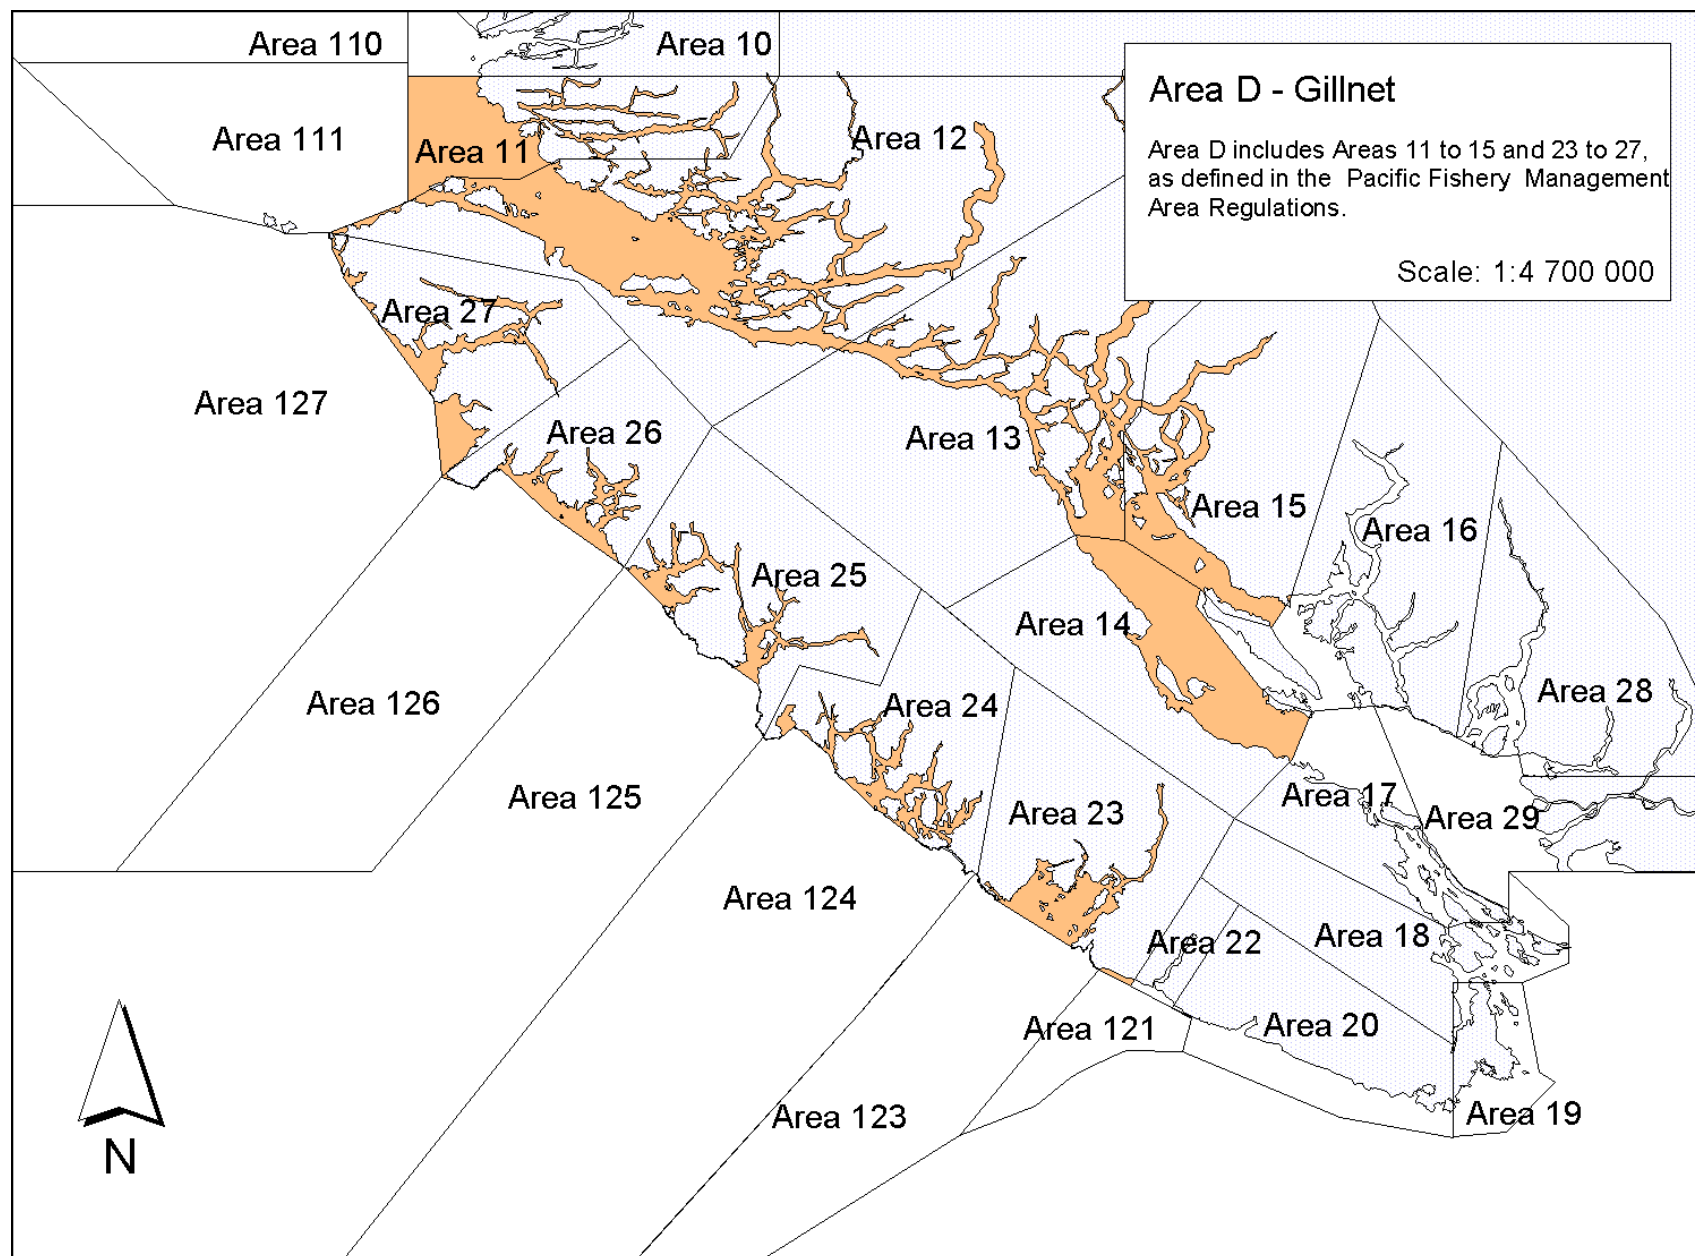 Area 110
Area 10
Area D - Gillnet
Area 111
Area 11
Area 12
Area D includes Areas 11 to 15 and 23 to 27,
as defined in the Pacific Fishery Management
Area Regulations.
Scale: 1:4 700 000
Area 27
Area 127
Area 26
Area 13
Area 15
Area 16
Area 25
Area 14
Area 126
Area 24
Area 28
Area 125
Area 23
Area 17
Area 29
Area 124
Area 22
Area 18
Area 121
Area 20
Area 123
Area 19
N